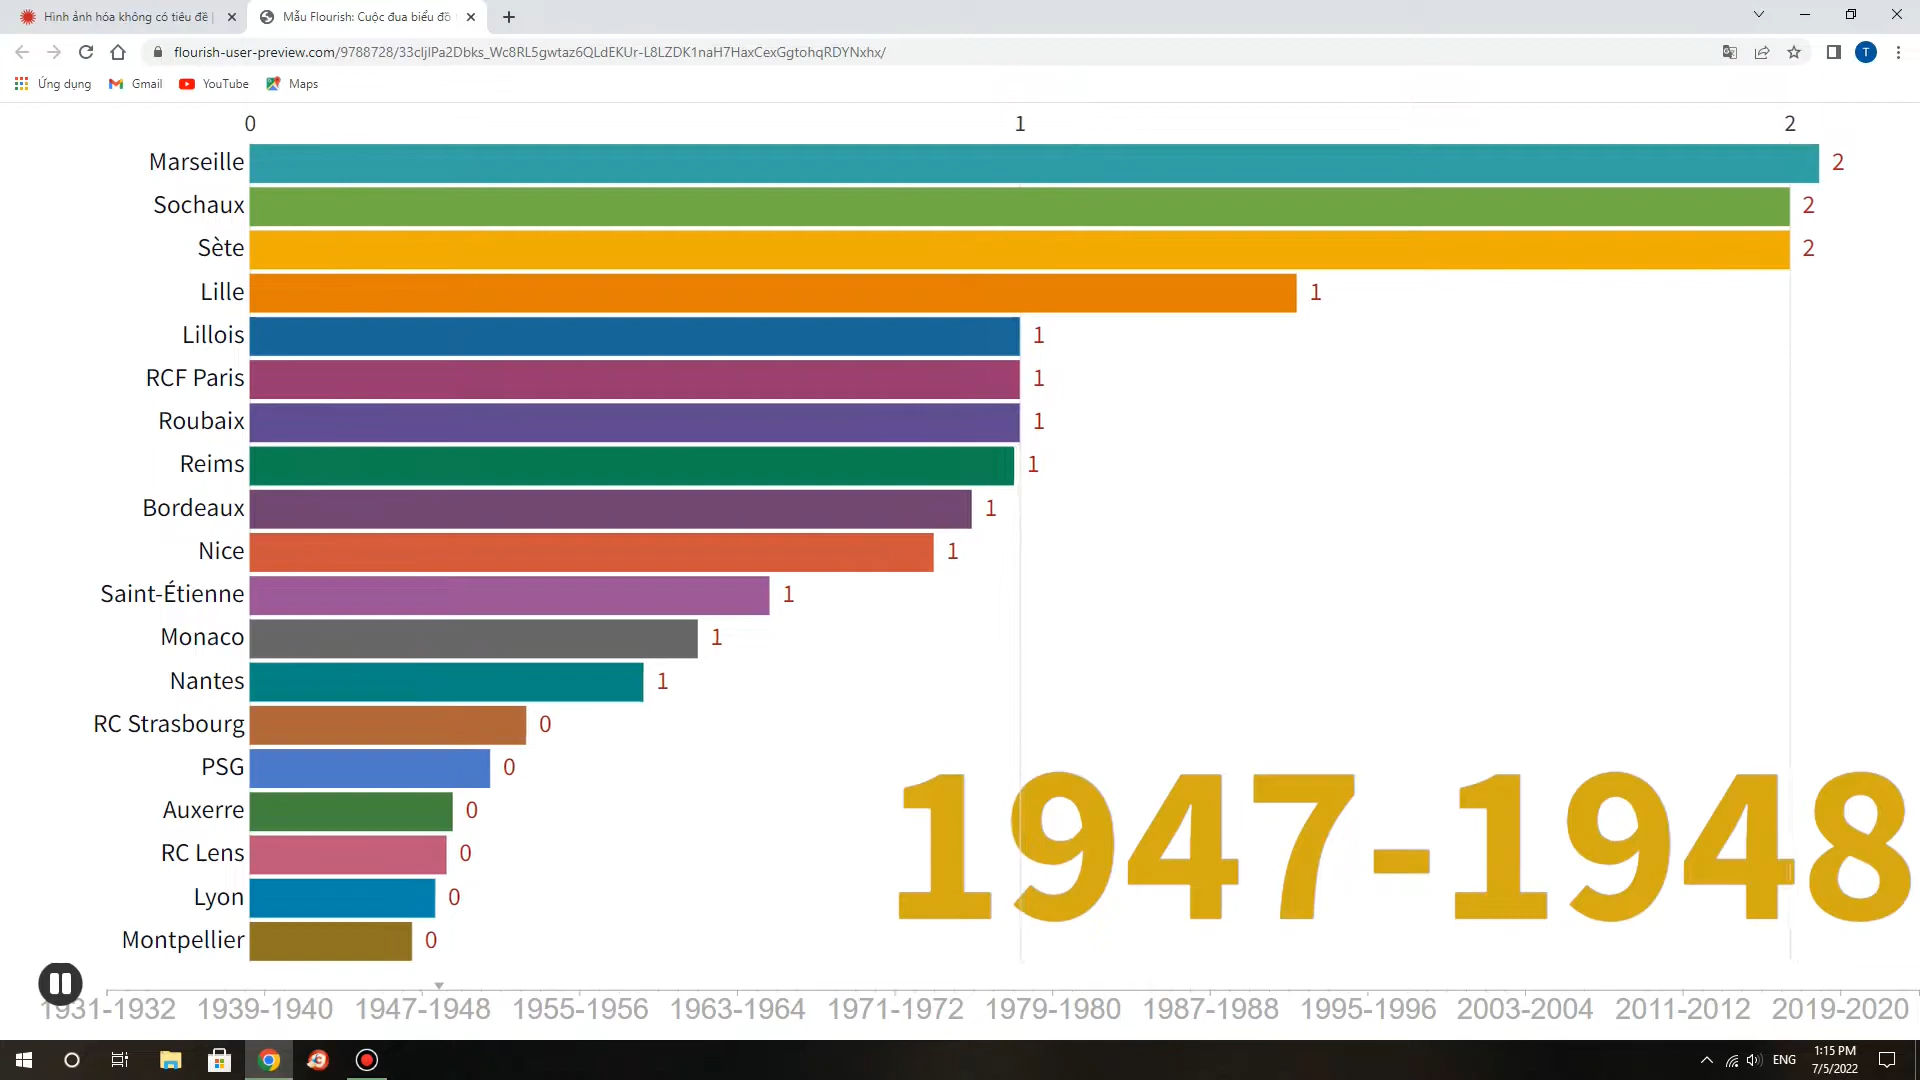 Hình ảnh hóa không có tiêu đề |
Mẫu Flourish: Cuộc đua biểu đồ
flourish-user-preview.com/9788728/33cljlPa2Dbks_Wc8RL5gwtaz6QLdEKUr-L8LZDK1naH7HaxCexGgtohqRDYNxhx/
T
Ứng dụng Gmail YouTube Maps
0 1 2
Marseille 2
Sochaux 2
Sète 2
Lille 1
Lillois 1
RCF Paris 1
Roubaix 1
Reims 1
Bordeaux 1
Nice 1
Saint-Étienne 1
Monaco 1
Nantes 1
RC Strasbourg 0
PSG 0
Auxerre 0
RC Lens 0
Lyon 0
Montpellier 0
1947-1948
1931-1932 1939-1940 1947-1948 1955-1956 1963-1964 1971-1972 1979-1980 1987-1988 1995-1996 2003-2004 2011-2012 2019-2020
ENG
1:15 PM
7/5/2022